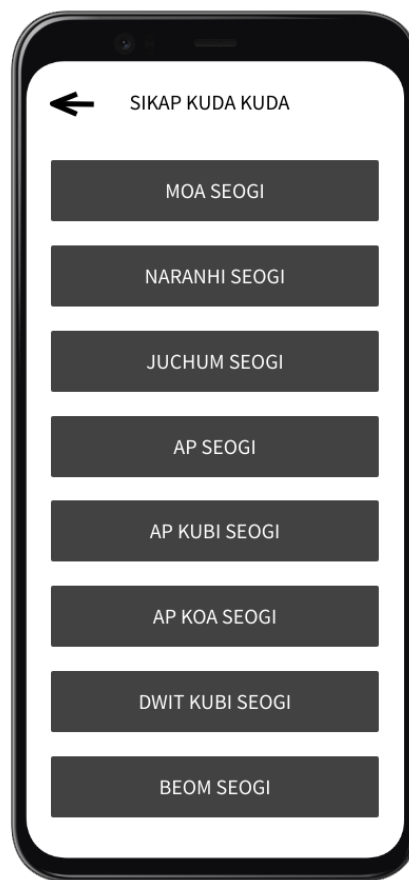 SIKAP KUDA KUDA
MOA SEOGI
NARANHI SEOGI
JUCHUM SEOGI
AP SEOGI
AP KUBI SEOGI
AP KOA SEOGI
DWIT KUBI SEOGI
BEOM SEOGI